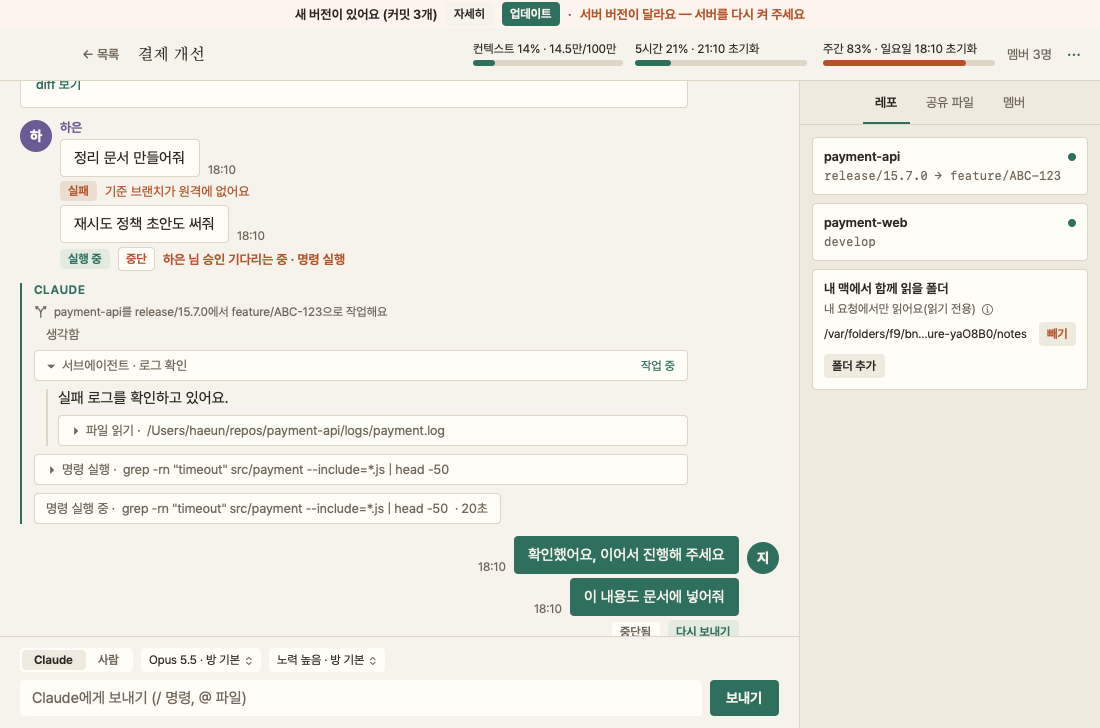 새 버전이 있어요 (커밋 3개) 자세히 업데이트 · 서버 버전이 달라요 — 서버를 다시 켜 주세요
← 목록 결제 개선
컨텍스트 14% · 14.5만/100만 5시간 21% · 21:10 초기화 주간 83% · 일요일 18:10 초기화 멤버 3명 ···
diff 보기
하 하은
정리 문서 만들어줘 18:10
실패 기준 브랜치가 원격에 없어요
재시도 정책 초안도 써줘 18:10
실행 중 중단 하은 님 승인 기다리는 중 · 명령 실행
CLAUDE
payment-api를 release/15.7.0에서 feature/ABC-123으로 작업해요
생각함
서브에이전트 · 로그 확인 작업 중
실패 로그를 확인하고 있어요.
파일 읽기 · /Users/haeun/repos/payment-api/logs/payment.log
명령 실행 · grep -rn "timeout" src/payment --include=*.js | head -50
명령 실행 중 · grep -rn "timeout" src/payment --include=*.js | head -50 · 20초
18:10 확인했어요, 이어서 진행해 주세요 지
18:10 이 내용도 문서에 넣어줘
중단됨 다시 보내기
Claude 사람 Opus 5.5 · 방 기본 노력 높음 · 방 기본
Claude에게 보내기 (/ 명령, @ 파일) 보내기
레포 공유 파일 멤버
payment-api
release/15.7.0 → feature/ABC-123
payment-web
develop
내 맥에서 함께 읽을 폴더
내 요청에서만 읽어요(읽기 전용)
/var/folders/f9/bn...ure-yaO8B0/notes 빼기
폴더 추가